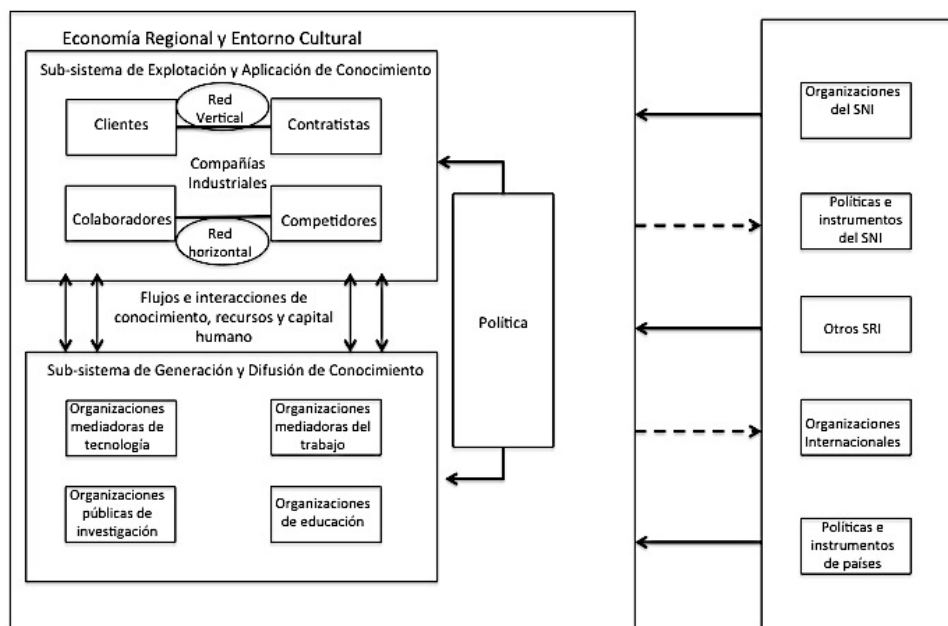 Economía Regional y Entorno Cultural
Sub-sistema de Explotación y Aplicación de Conocimiento
Clientes
Red
Vertical
Contratistas
Compañías
Industriales
Colaboradores
Red
horizontal
Competidores
Flujos e interacciones de
conocimiento, recursos y capital
humano
Sub-sistema de Generación y Difusión de Conocimiento
Organizaciones
mediadoras de
tecnología
Organizaciones
mediadoras del
trabajo
Organizaciones
públicas de
investigación
Organizaciones
de educación
Política
Organizaciones
del SNI
Políticas e
instrumentos
del SNI
Otros SRI
Organizaciones
Internacionales
Políticas e
instrumentos
de países